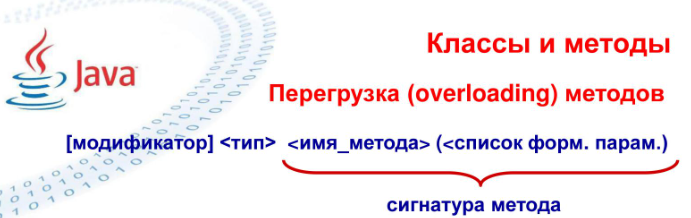 Классы и методы
Java
Перегрузка (overloading) методов
[модификатор] <тип> <имя_метода> (<список форм. парам.)
сигнатура метода